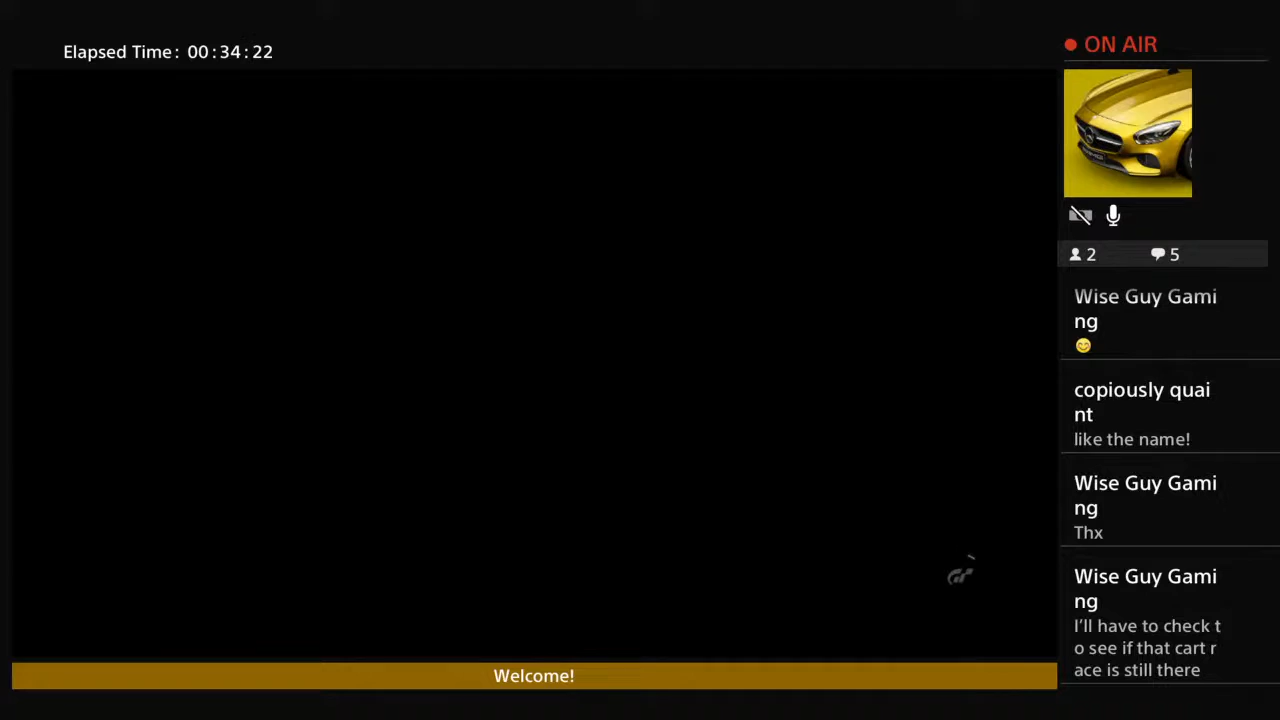 Elapsed Time: 00:34:22
ON AIR
2 5
Wise Guy Gami
ng
😊
copiously quai
nt
like the name!
Wise Guy Gami
ng
Thx
Wise Guy Gami
ng
I'll have to check t
o see if that cart r
ace is still there
Welcome!